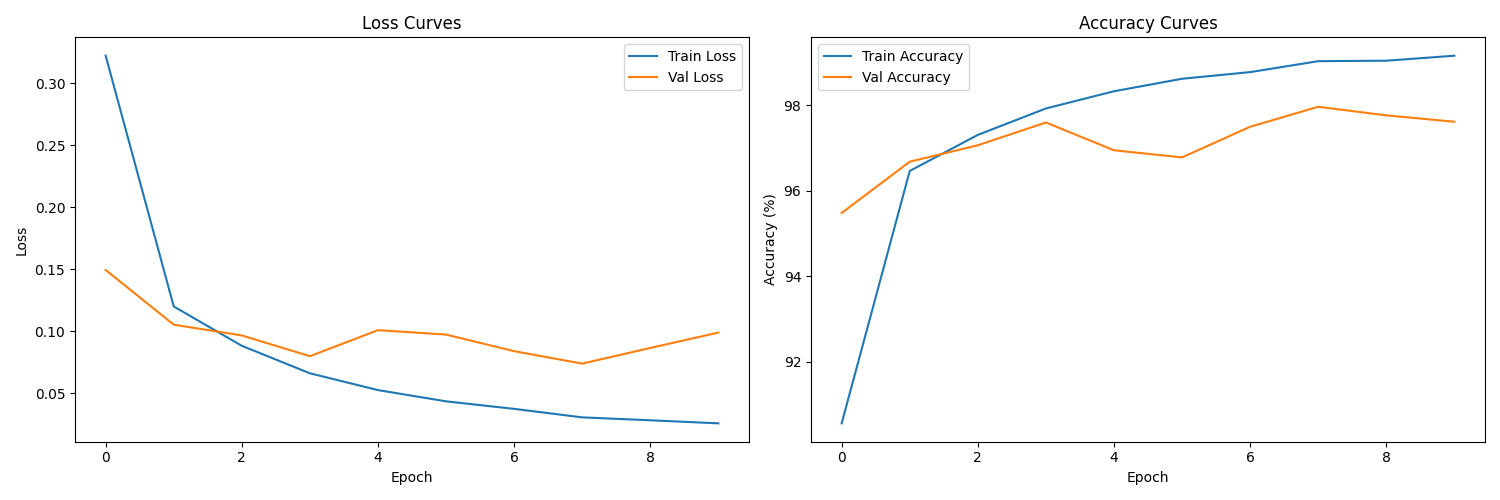 Loss Curves
Train Loss
Val Loss
0.30
0.25
0.20
0.15
0.10
0.05
Loss
0 2 4 6 8
Epoch
Accuracy Curves
Train Accuracy
Val Accuracy
98
96
94
92
Accuracy (%)
0 2 4 6 8
Epoch